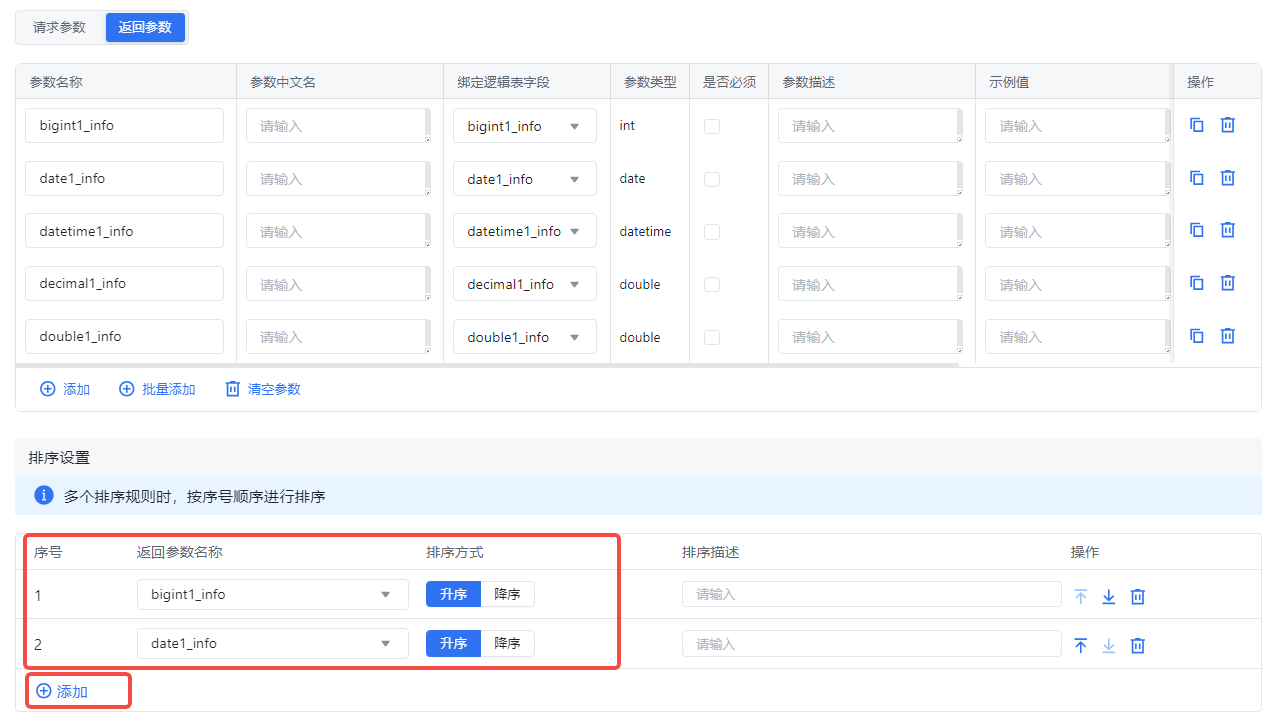 请求参数 返回参数
参数名称 参数中文名 绑定逻辑表字段 参数类型 是否必须 参数描述 示例值 操作
bigint1_info 请输入 bigint1_info int 请输入 请输入
date1_info 请输入 date1_info date 请输入 请输入
datetime1_info 请输入 datetime1_info datetime 请输入 请输入
decimal1_info 请输入 decimal1_info double 请输入 请输入
double1_info 请输入 double1_info double 请输入 请输入
添加 批量添加 清空参数
排序设置
多个排序规则时，按序号顺序进行排序
序号 返回参数名称 排序方式 排序描述 操作
1 bigint1_info 升序 降序 请输入
2 date1_info 升序 降序 请输入
添加